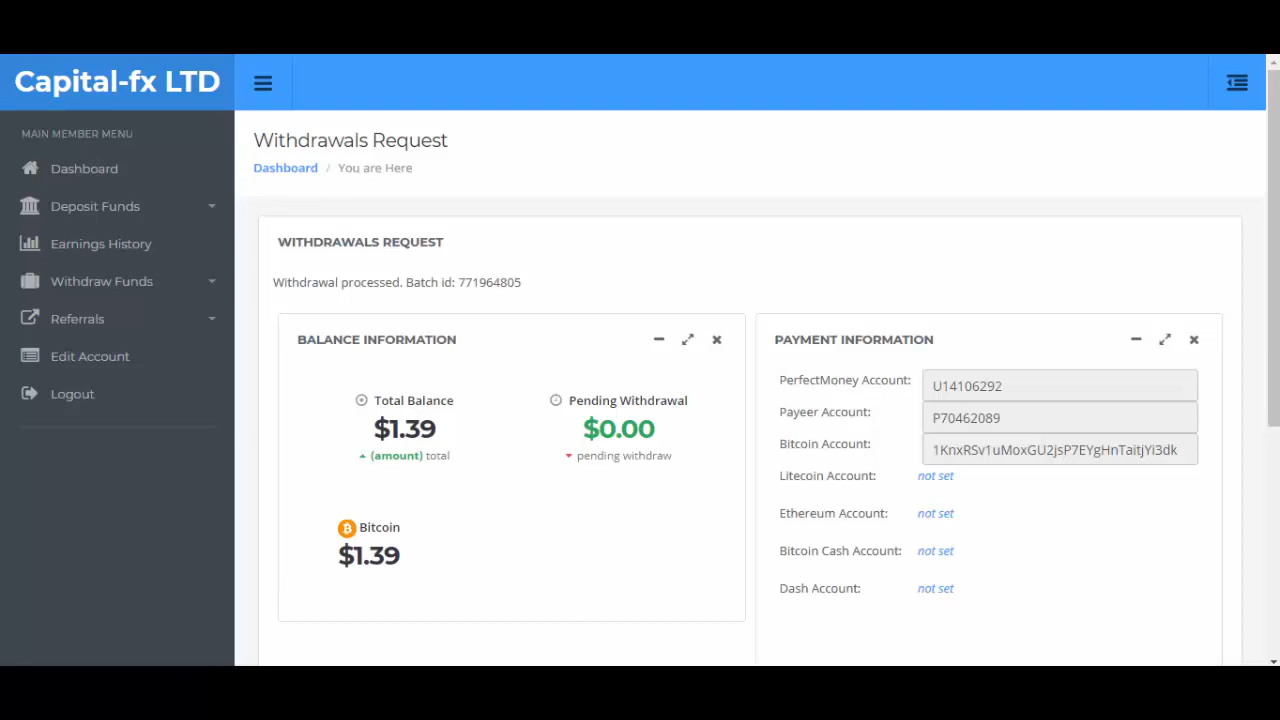 Capital-fx LTD
MAIN MEMBER MENU
Dashboard
Deposit Funds
Earnings History
Withdraw Funds
Referrals
Edit Account
Logout
Withdrawals Request
Dashboard / You are Here
WITHDRAWALS REQUEST
Withdrawal processed. Batch id: 771964805
BALANCE INFORMATION
Total Balance
$1.39
(amount) total
Pending Withdrawal
$0.00
pending withdraw
Bitcoin
$1.39
PAYMENT INFORMATION
PerfectMoney Account: U14106292
Payeer Account: P70462089
Bitcoin Account: 1KnxRSv1uMoxGU2jsP7EYgHnTaitjYi3dk
Litecoin Account: not set
Ethereum Account: not set
Bitcoin Cash Account: not set
Dash Account: not set